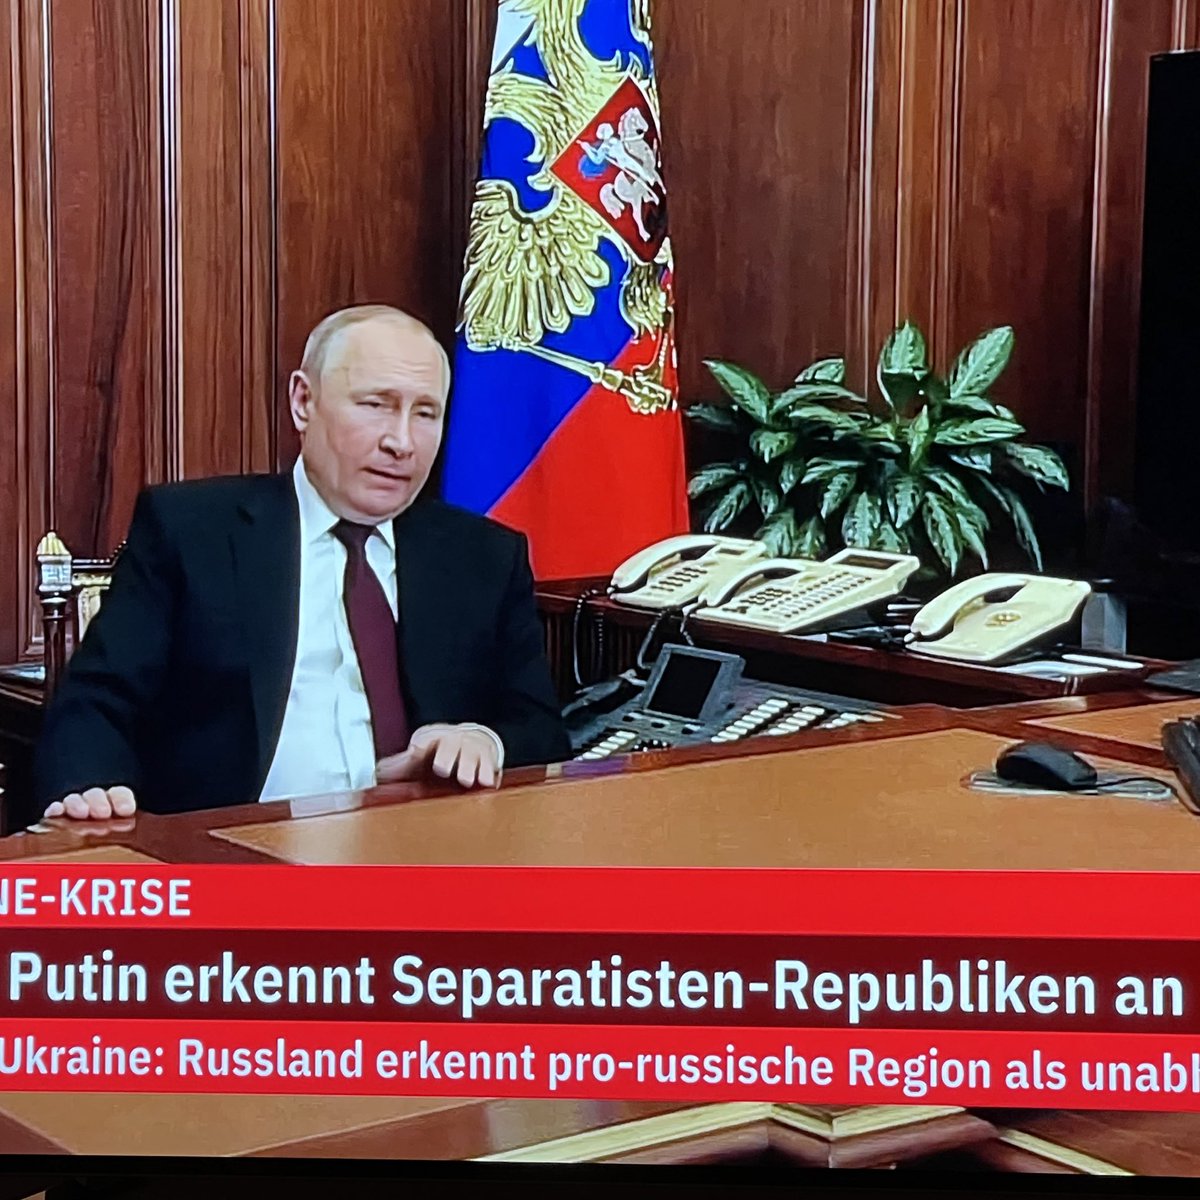 NE-KRISE
Putin erkennt Separatisten-Republiken an
Ukraine: Russland erkennt pro-russische Region als unabh